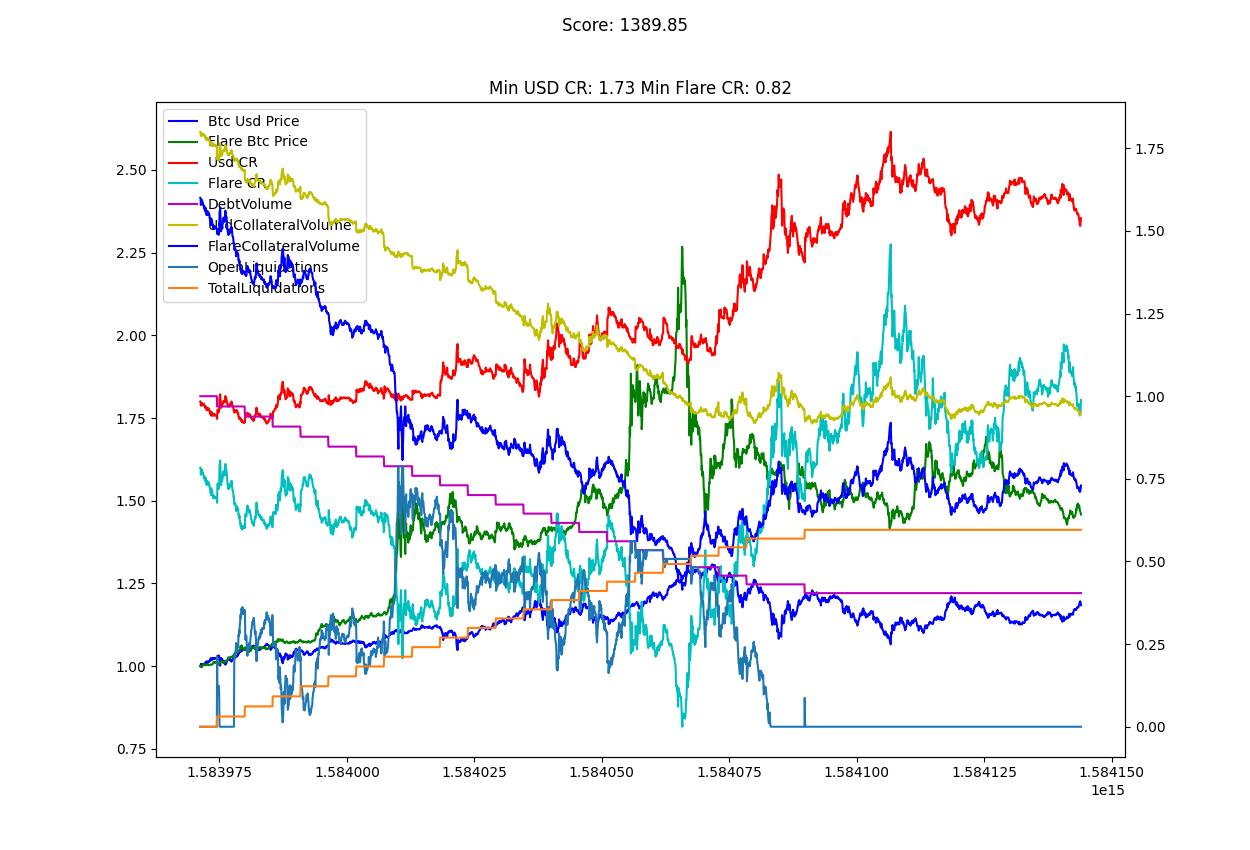 Score: 1389.85
Min USD CR: 1.73 Min Flare CR: 0.82
Btc Usd Price
Flare Btc Price
Usd CR
Flare CR
DebtVolume
UsdCollateralVolume
FlareCollateralVolume
OpenLiquidations
TotalLiquidations
2.50
2.25
2.00
1.75
1.50
1.25
1.00
0.75
1.75
1.50
1.25
1.00
0.75
0.50
0.25
0.00
1.583975 1.584000 1.584025 1.584050 1.584075 1.584100 1.584125 1.584150
1e15